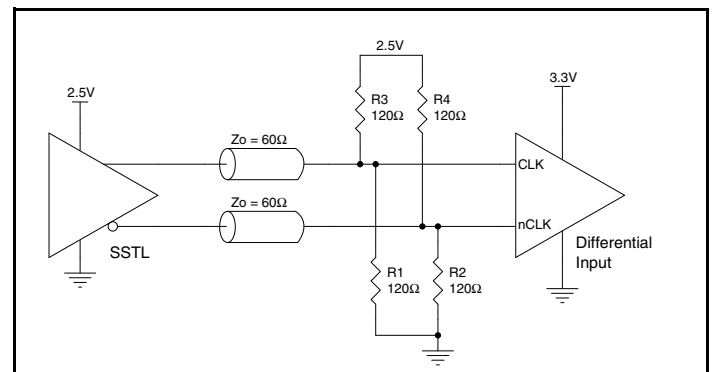 2.5V
2.5V
3.3V
R3
120Ω
R4
120Ω
Zo = 60Ω
CLK
Zo = 60Ω
nCLK
SSTL
Differential
Input
R1
120Ω
R2
120Ω